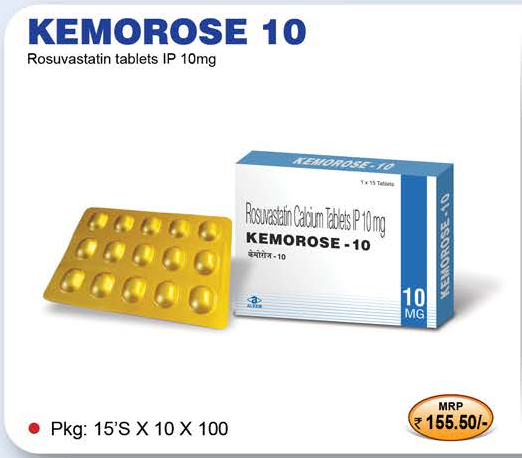 KEMOROSE 10
Rosuvastatin tablets IP 10mg
KEMOROSE-10
1 x 15 Tablets
Rosuvastatin Calcium Tablets IP 10 mg
KEMOROSE - 10
केमोरोज - 10
ALKEM
10
MG
KEMOROSE-10
Pkg: 15'S X 10 X 100
MRP
₹ 155.50/-